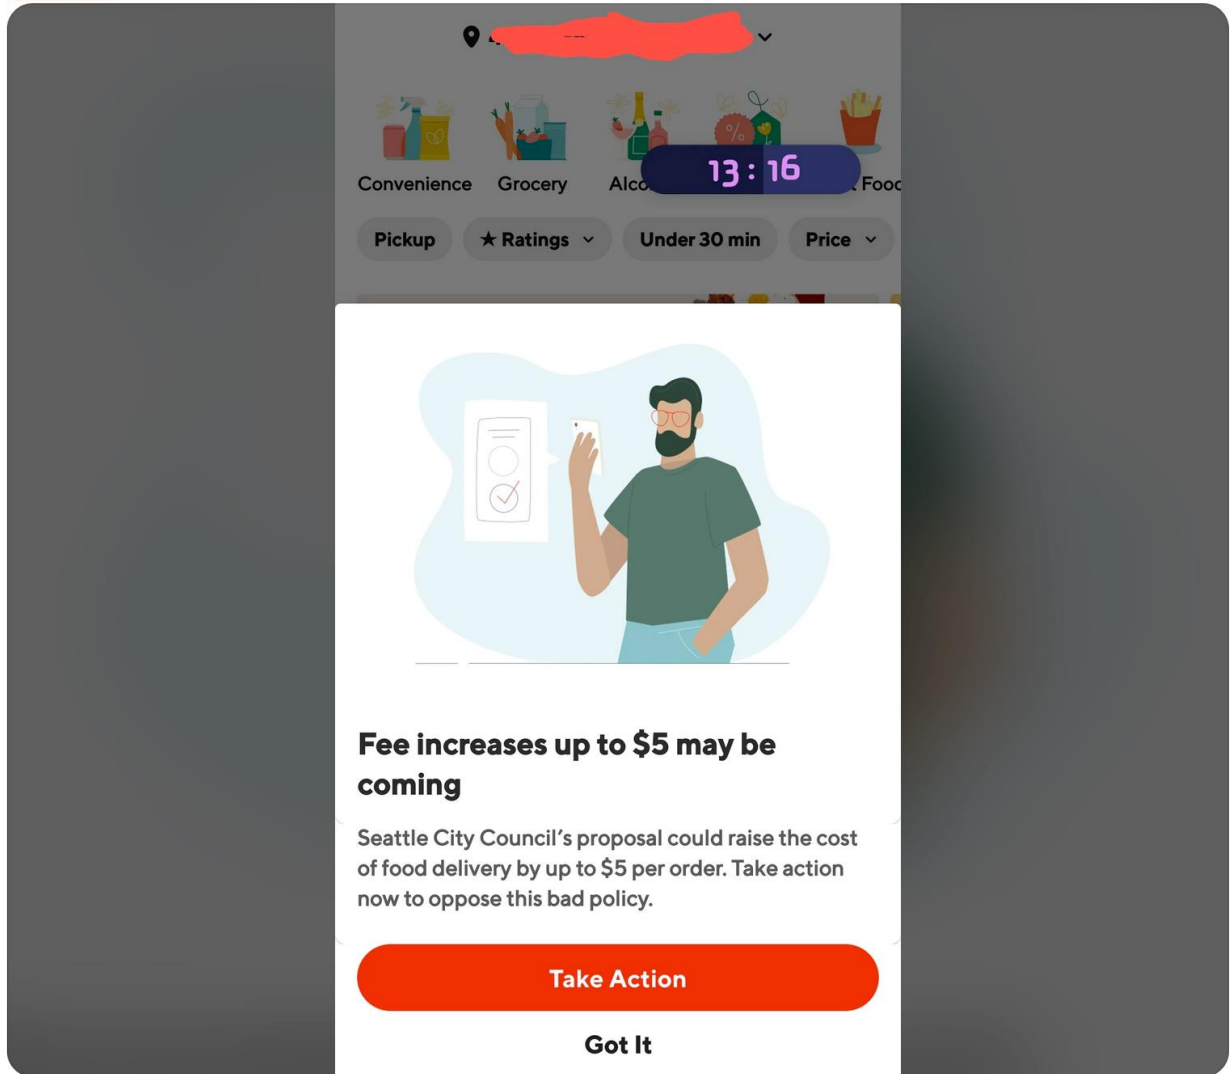 Convenience Grocery Alco Food
13:16
Pickup ★ Ratings Under 30 min Price
Fee increases up to $5 may be
coming
Seattle City Council's proposal could raise the cost
of food delivery by up to $5 per order. Take action
now to oppose this bad policy.
Take Action
Got It